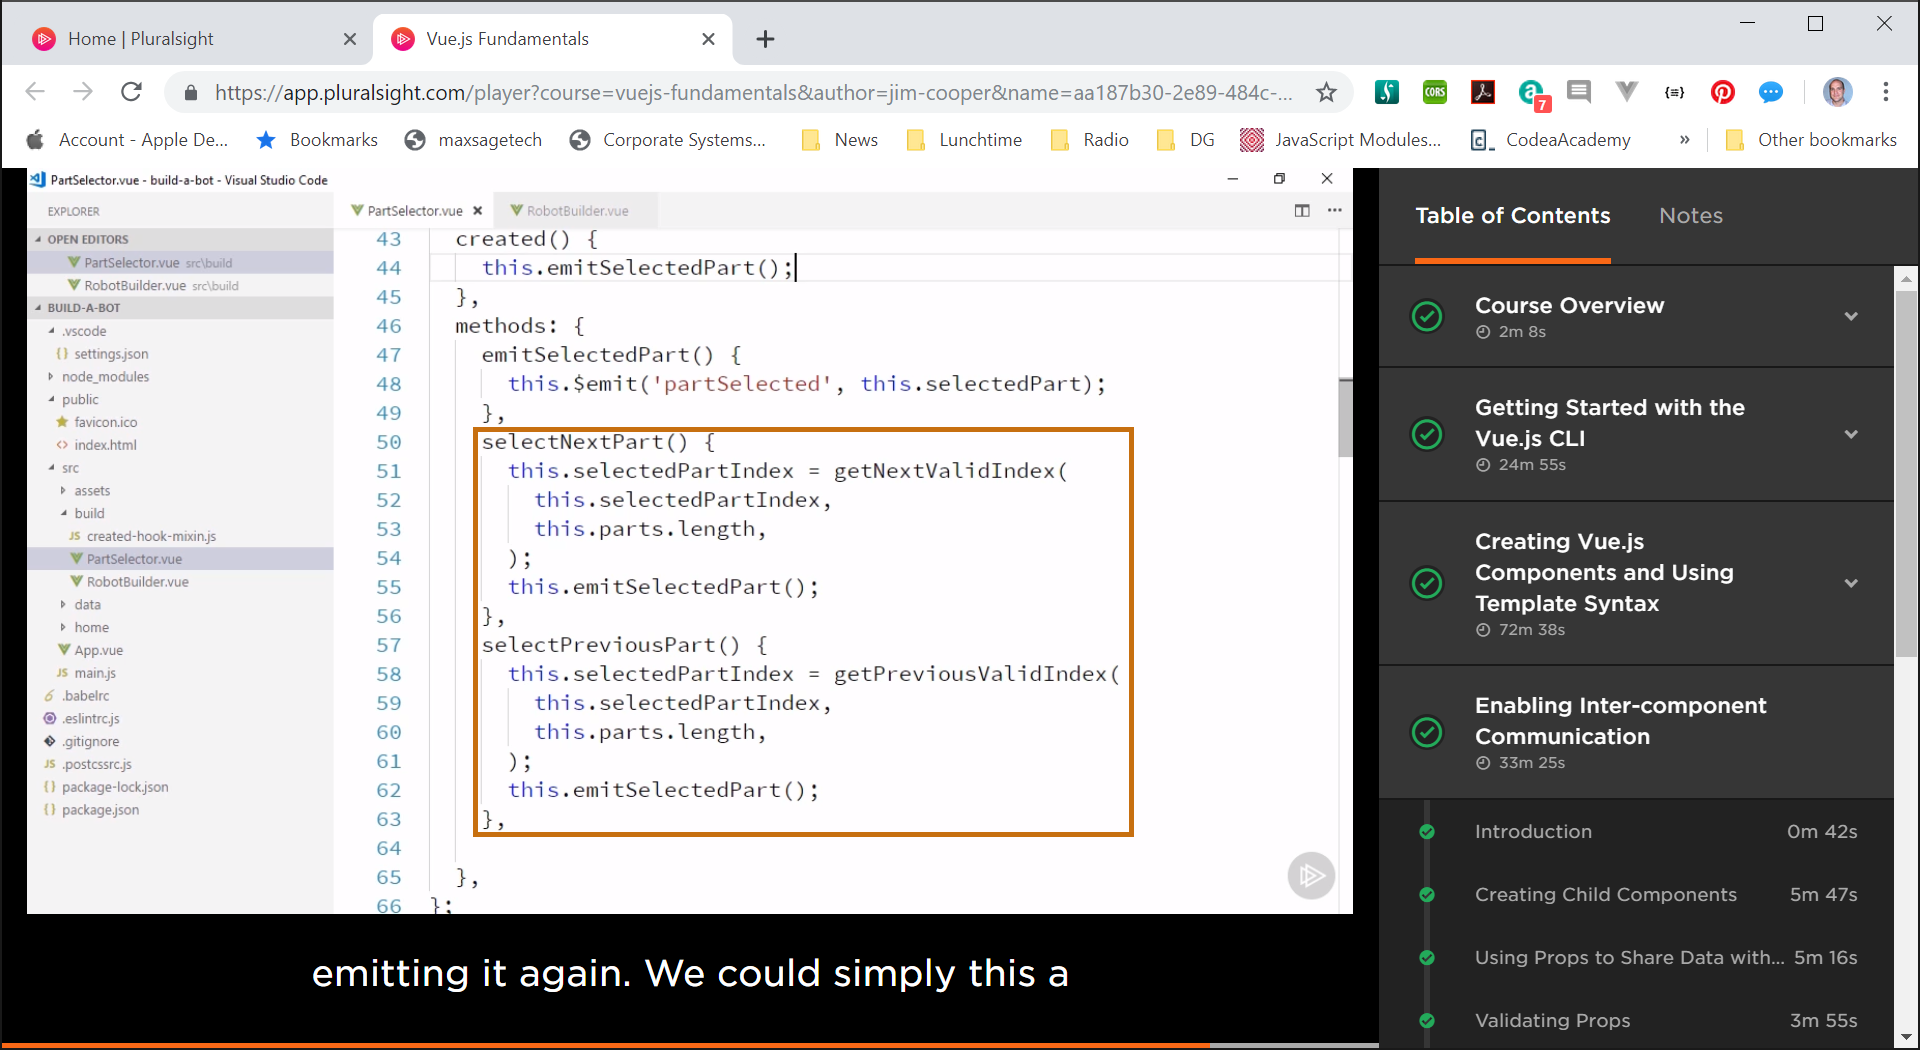 Home | Pluralsight
Vue.js Fundamentals
https://app.pluralsight.com/player?course=vuejs-fundamentals&author=jim-cooper&name=aa187b30-2e89-484c-...
CORS
7
{≡}
Account - Apple De...
Bookmarks
maxsagetech
Corporate Systems...
News
Lunchtime
Radio
DG
JavaScript Modules...
CodeaAcademy
»
Other bookmarks
PartSelector.vue - build-a-bot - Visual Studio Code
EXPLORER
OPEN EDITORS
PartSelector.vue src\build
RobotBuilder.vue src\build
BUILD-A-BOT
.vscode
{} settings.json
node_modules
public
favicon.ico
<> index.html
src
assets
build
JS created-hook-mixin.js
PartSelector.vue
RobotBuilder.vue
data
home
App.vue
JS main.js
.babelrc
.eslintrc.js
.gitignore
JS .postcssrc.js
{} package-lock.json
{} package.json
PartSelector.vue
RobotBuilder.vue
43 created() {
44 this.emitSelectedPart();
45 },
46 methods: {
47 emitSelectedPart() {
48 this.$emit('partSelected', this.selectedPart);
49 },
50 selectNextPart() {
51 this.selectedPartIndex = getNextValidIndex(
52 this.selectedPartIndex,
53 this.parts.length,
54 );
55 this.emitSelectedPart();
56 },
57 selectPreviousPart() {
58 this.selectedPartIndex = getPreviousValidIndex(
59 this.selectedPartIndex,
60 this.parts.length,
61 );
62 this.emitSelectedPart();
63 },
64
65 },
66 };
emitting it again. We could simply this a
Table of Contents
Notes
Course Overview
2m 8s
Getting Started with the
Vue.js CLI
24m 55s
Creating Vue.js
Components and Using
Template Syntax
72m 38s
Enabling Inter-component
Communication
33m 25s
Introduction 0m 42s
Creating Child Components 5m 47s
Using Props to Share Data with... 5m 16s
Validating Props 3m 55s